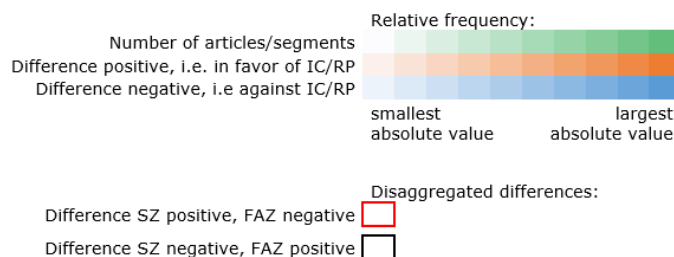 Relative frequency:
Number of articles/segments
Difference positive, i.e. in favor of IC/RP
Difference negative, i.e against IC/RP
smallest absolute value
largest absolute value
Disaggregated differences:
Difference SZ positive, FAZ negative
Difference SZ negative, FAZ positive